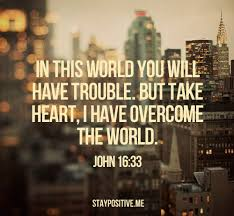 IN THIS WORLD YOU WILL
HAVE TROUBLE. BUT TAKE
HEART, I HAVE OVERCOME
THE WORLD.
JOHN 16:33
STAYPOSITIVE.ME